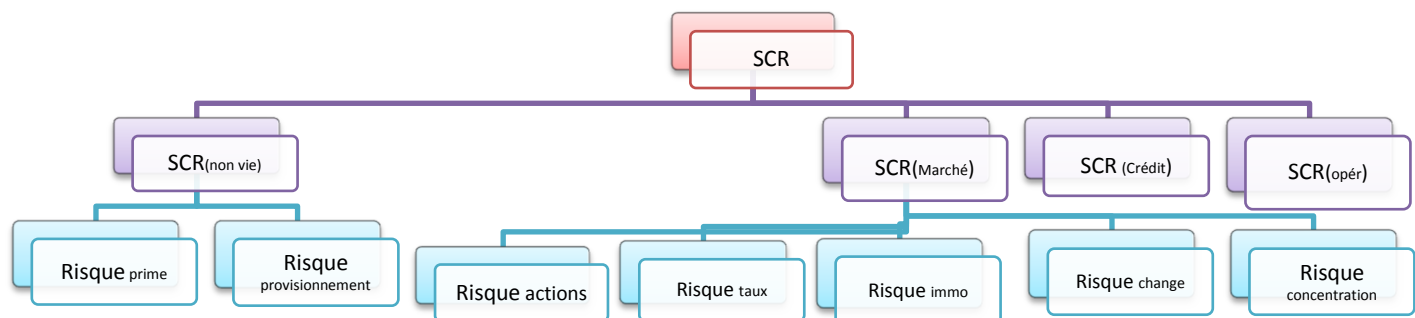 SCR
SCR(non vie)
SCR(Marché)
SCR (Crédit)
SCR(opér)
Risque prime
Risque
provisionnement
Risque actions
Risque taux
Risque immo
Risque change
Risque
concentration